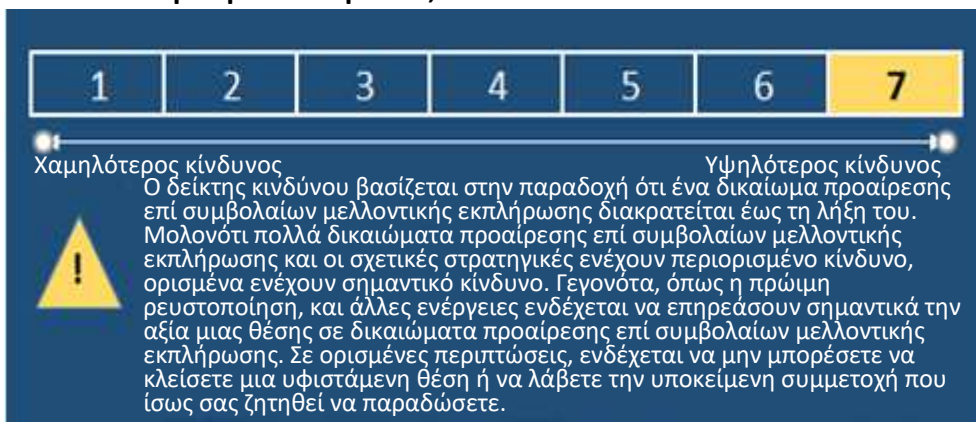 1 2 3 4 5 6 7
Χαμηλότερος κίνδυνος Υψηλότερος κίνδυνος
Ο δείκτης κινδύνου βασίζεται στην παραδοχή ότι ένα δικαίωμα προαίρεσης
επί συμβολαίων μελλοντικής εκπλήρωσης διακρατείται έως τη λήξη του.
Μολονότι πολλά δικαιώματα προαίρεσης επί συμβολαίων μελλοντικής
εκπλήρωσης και οι σχετικές στρατηγικές ενέχουν περιορισμένο κίνδυνο,
ορισμένα ενέχουν σημαντικό κίνδυνο. Γεγονότα, όπως η πρώιμη
ρευστοποίηση, και άλλες ενέργειες ενδέχεται να επηρεάσουν σημαντικά την
αξία μιας θέσης σε δικαιώματα προαίρεσης επί συμβολαίων μελλοντικής
εκπλήρωσης. Σε ορισμένες περιπτώσεις, ενδέχεται να μην μπορέσετε να
κλείσετε μια υφιστάμενη θέση ή να λάβετε την υποκείμενη συμμετοχή που
ίσως σας ζητηθεί να παραδώσετε.
!